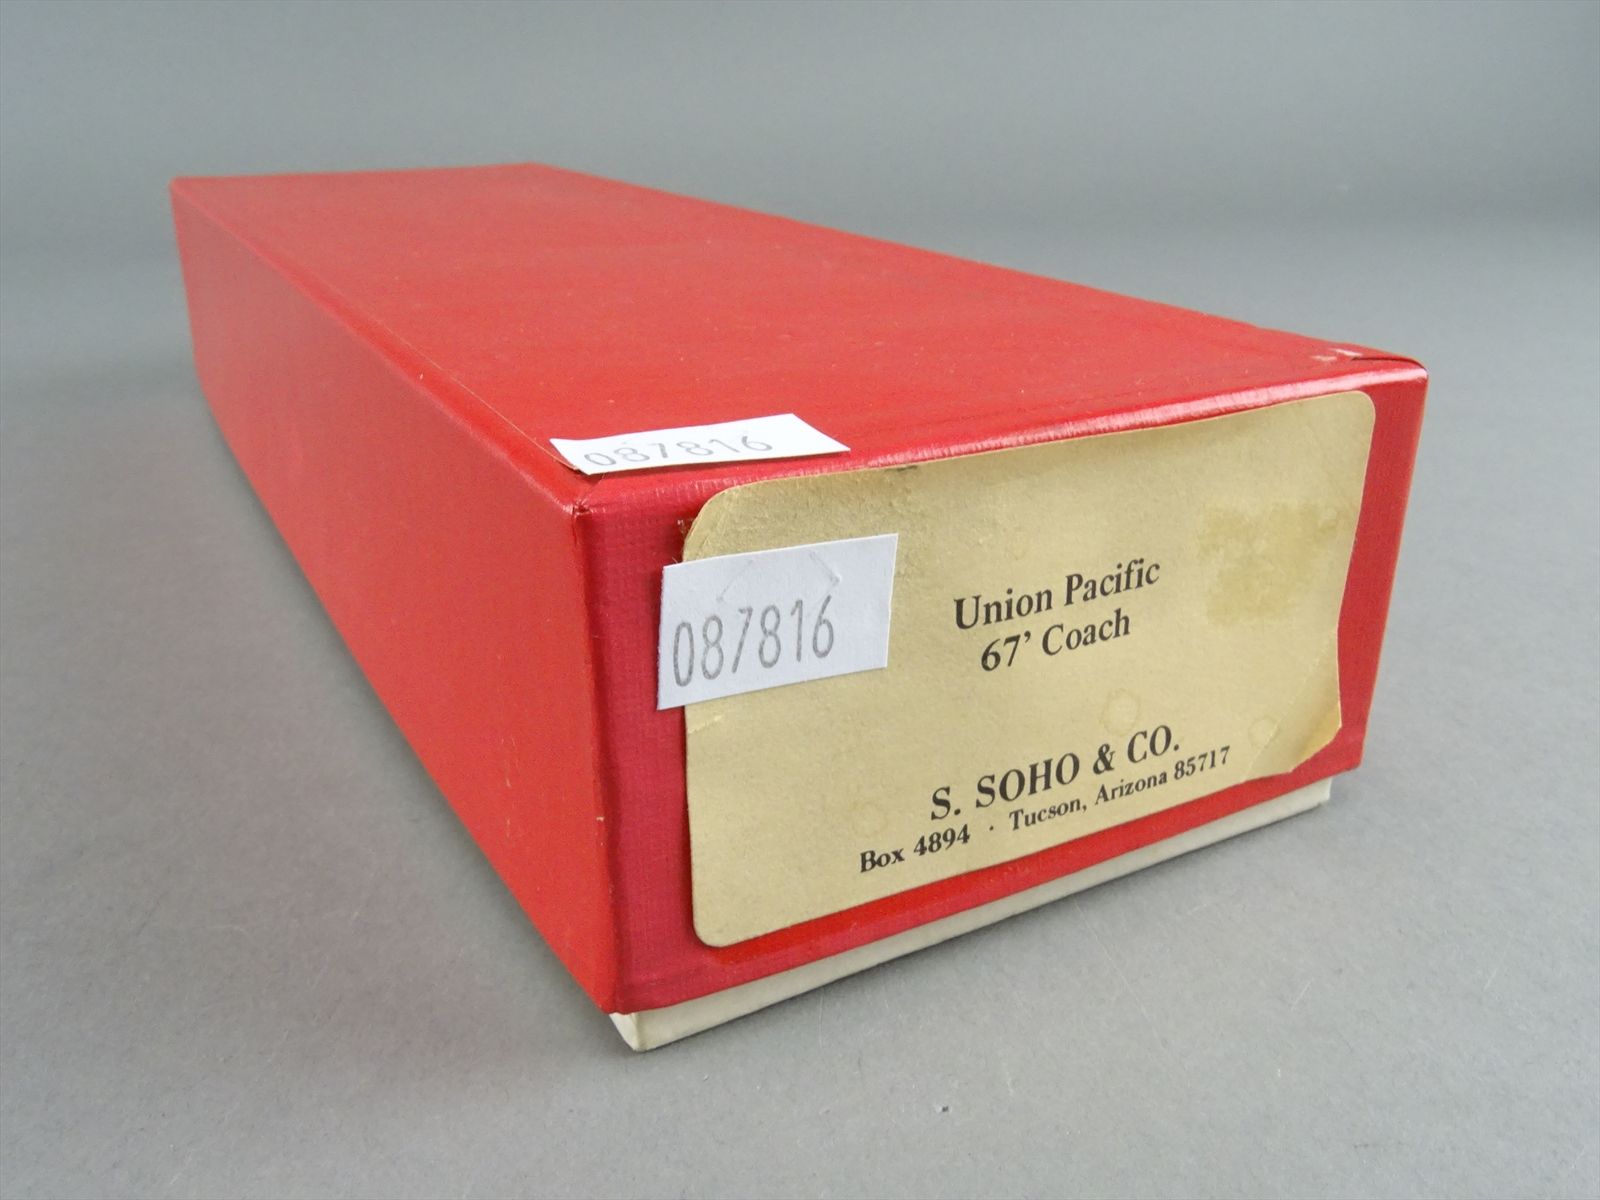 087816
087816
Union Pacific
67' Coach
S. SOHO & CO.
Box 4894 · Tucson, Arizona 85717